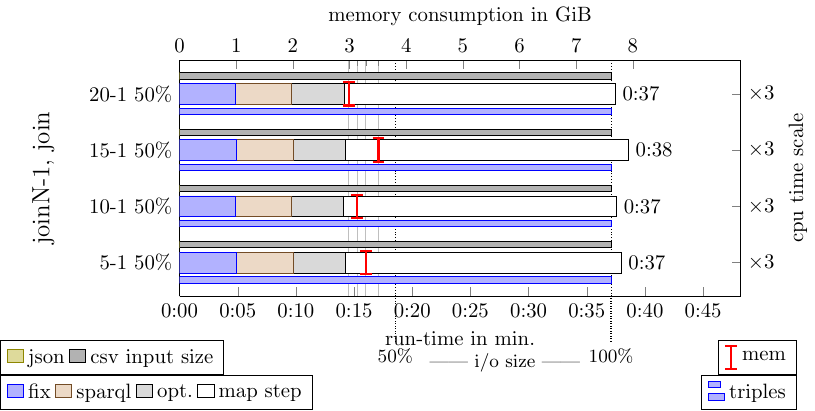 memory consumption in GiB
0 1 2 3 4 5 6 7 8
joinN-1, join
20-1 50% 0:37 ×3
15-1 50% 0:38 ×3
10-1 50% 0:37 ×3
5-1 50% 0:37 ×3
cpu time scale
0:00 0:05 0:10 0:15 0:20 0:25 0:30 0:35 0:40 0:45
run-time in min.
50% i/o size 100%
json csv input size mem
fix sparql opt. map step triples